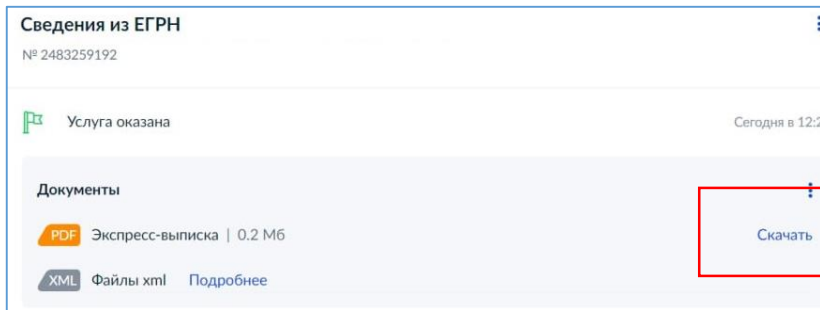 Сведения из ЕГРН
№ 2483259192
Услуга оказана Сегодня в 12:2
Документы
PDF Экспресс-выписка | 0.2 Мб Скачать
XML Файлы xml Подробнее